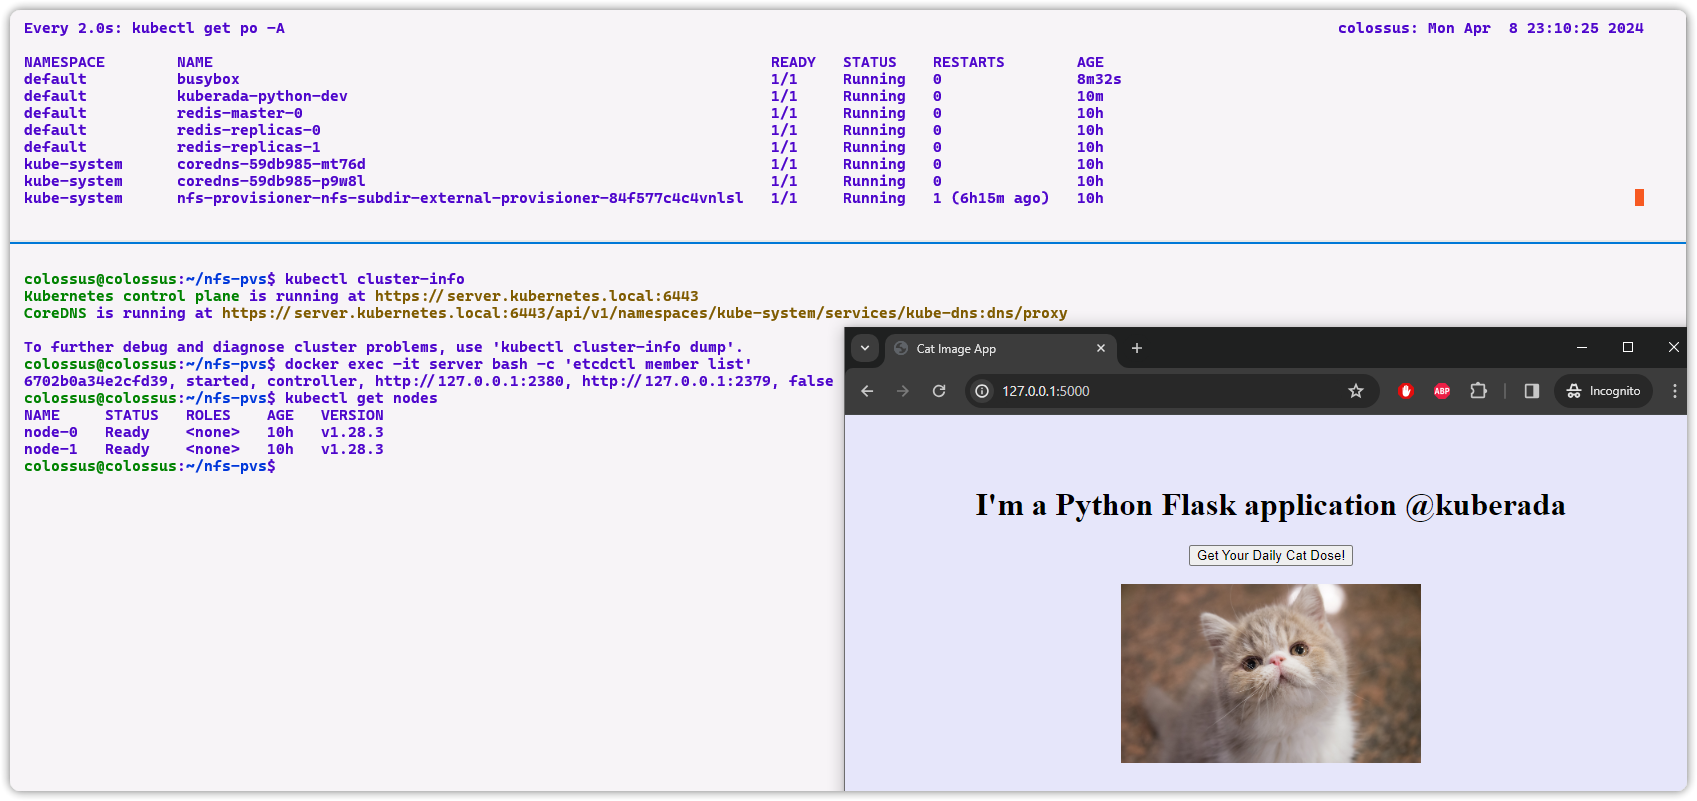 Every 2.0s: kubectl get po -A colossus: Mon Apr  8 23:10:25 2024
NAMESPACE NAME READY STATUS RESTARTS AGE
default busybox 1/1 Running 0 8m32s
default kuberada-python-dev 1/1 Running 0 10m
default redis-master-0 1/1 Running 0 10h
default redis-replicas-0 1/1 Running 0 10h
default redis-replicas-1 1/1 Running 0 10h
kube-system coredns-59db985-mt76d 1/1 Running 0 10h
kube-system coredns-59db985-p9w8l 1/1 Running 0 10h
kube-system nfs-provisioner-nfs-subdir-external-provisioner-84f577c4c4vnlsl 1/1 Running 1 (6h15m ago) 10h
colossus@colossus:~/nfs-pvs$ kubectl cluster-info
Kubernetes control plane is running at https://server.kubernetes.local:6443
CoreDNS is running at https://server.kubernetes.local:6443/api/v1/namespaces/kube-system/services/kube-dns:dns/proxy
To further debug and diagnose cluster problems, use 'kubectl cluster-info dump'.
colossus@colossus:~/nfs-pvs$ docker exec -it server bash -c 'etcdctl member list'
6702b0a34e2cfd39, started, controller, http://127.0.0.1:2380, http://127.0.0.1:2379, false
colossus@colossus:~/nfs-pvs$ kubectl get nodes
NAME STATUS ROLES AGE VERSION
node-0 Ready <none> 10h v1.28.3
node-1 Ready <none> 10h v1.28.3
colossus@colossus:~/nfs-pvs$
Cat Image App
127.0.0.1:5000
ABP
Incognito
I'm a Python Flask application @kuberada
Get Your Daily Cat Dose!